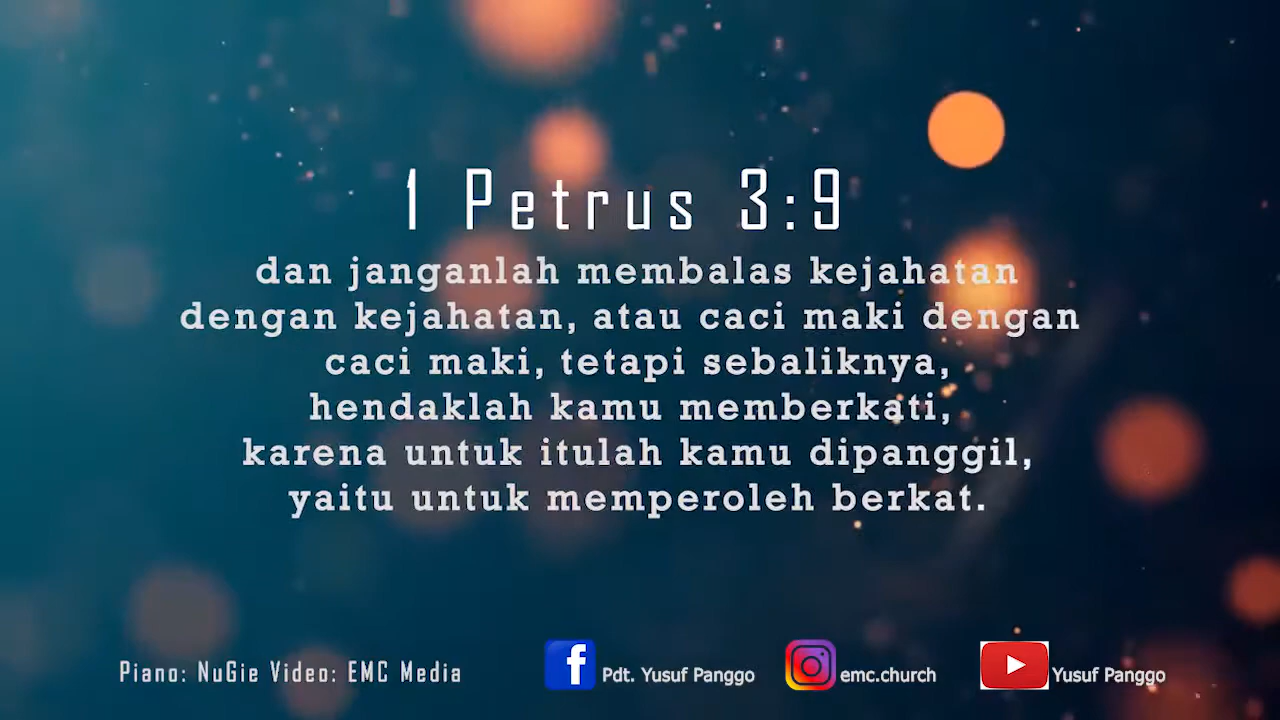 1 Petrus 3:9
dan janganlah membalas kejahatan
dengan kejahatan, atau caci maki dengan
caci maki, tetapi sebaliknya,
hendaklah kamu memberkati,
karena untuk itulah kamu dipanggil,
yaitu untuk memperoleh berkat.
Piano: NuGie Video: EMC Media
Pdt. Yusuf Panggo
emc.church
Yusuf Panggo